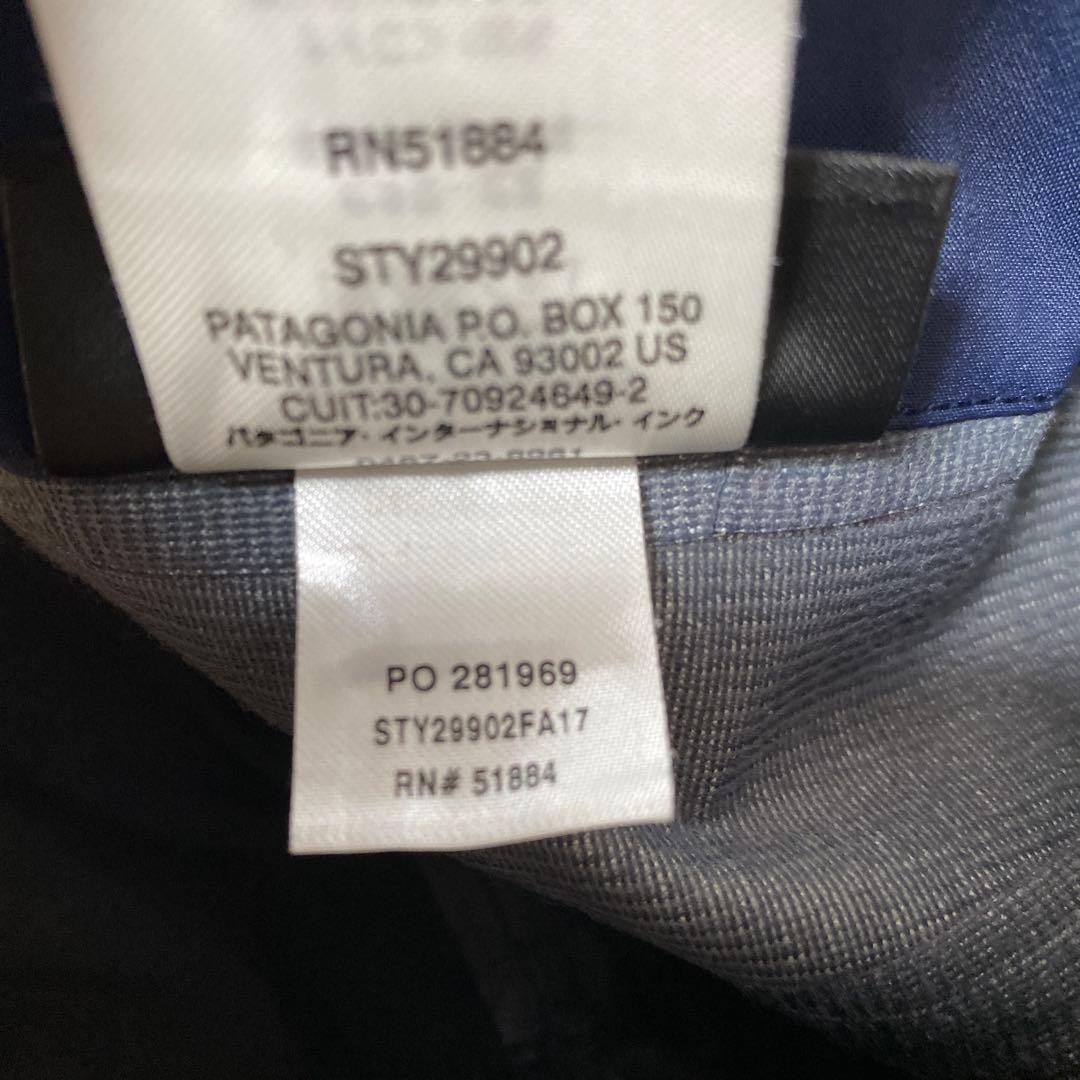 RN51884
STY29902
PATAGONIA P.O. BOX 150
VENTURA, CA 93002 US
CUIT:30-70924649-2
パタゴニア・インターナショナル・インク
PO 281969
STY29902FA17
RN# 51884